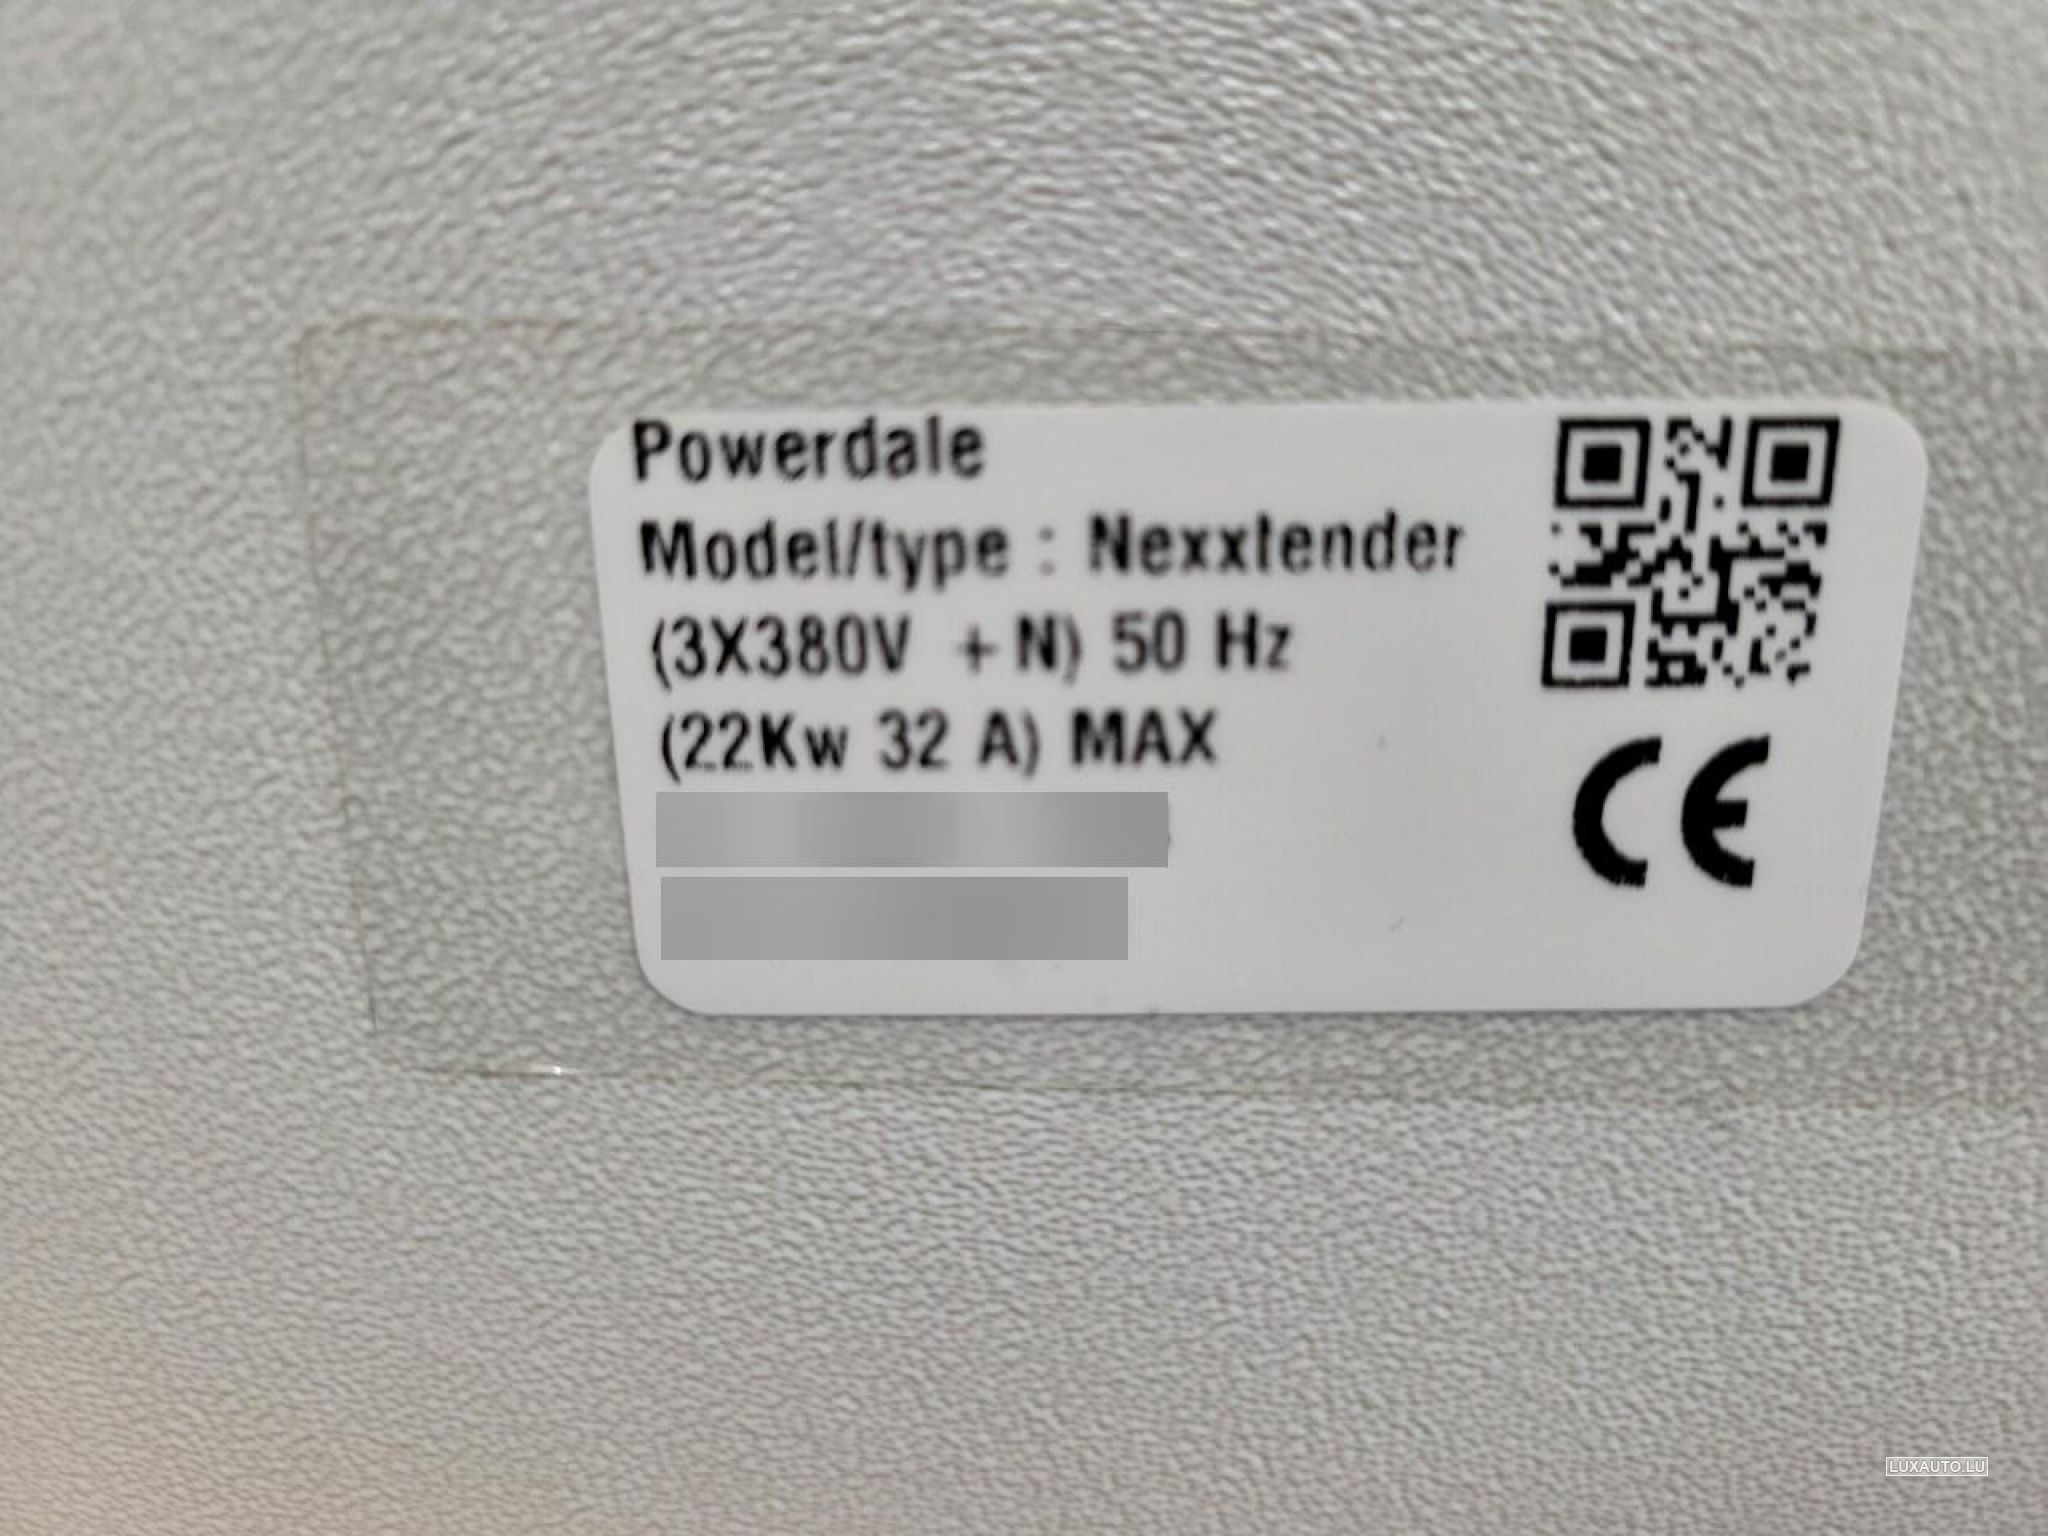 Powerdale
Model/type : Nexxtender
(3X380V + N) 50 Hz
(22Kw 32 A) MAX
CE
LUXAUTO.LU